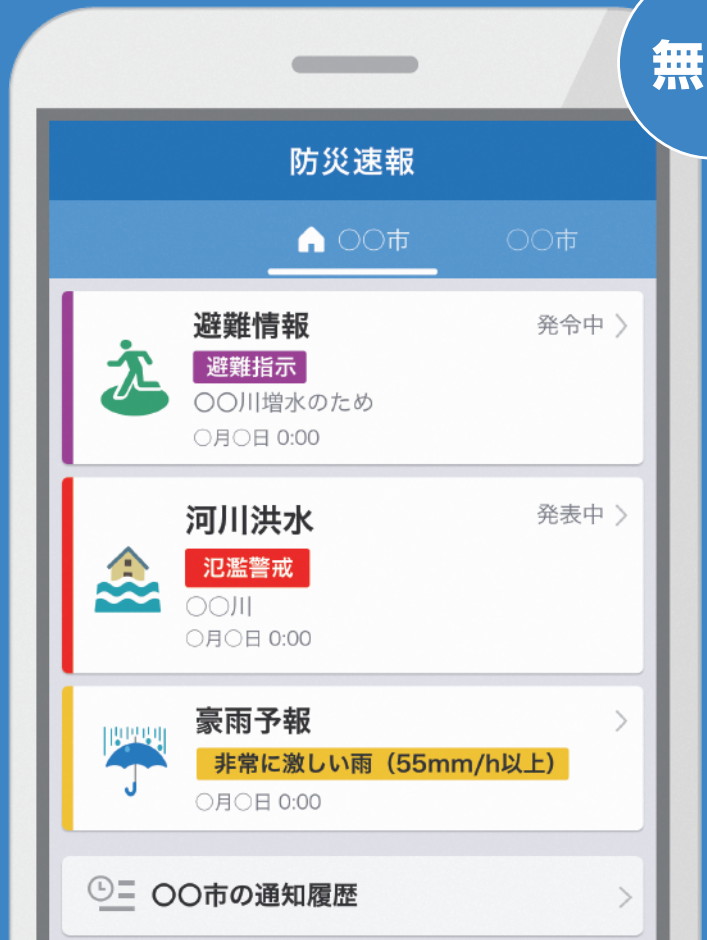 無
防災速報
〇〇市
〇〇市
避難情報
発令中
避難指示
〇〇川増水のため
〇月〇日 0:00
河川洪水
発表中
氾濫警戒
〇〇川
〇月〇日 0:00
豪雨予報
非常に激しい雨（55mm/h以上）
〇月〇日 0:00
〇〇市の通知履歴